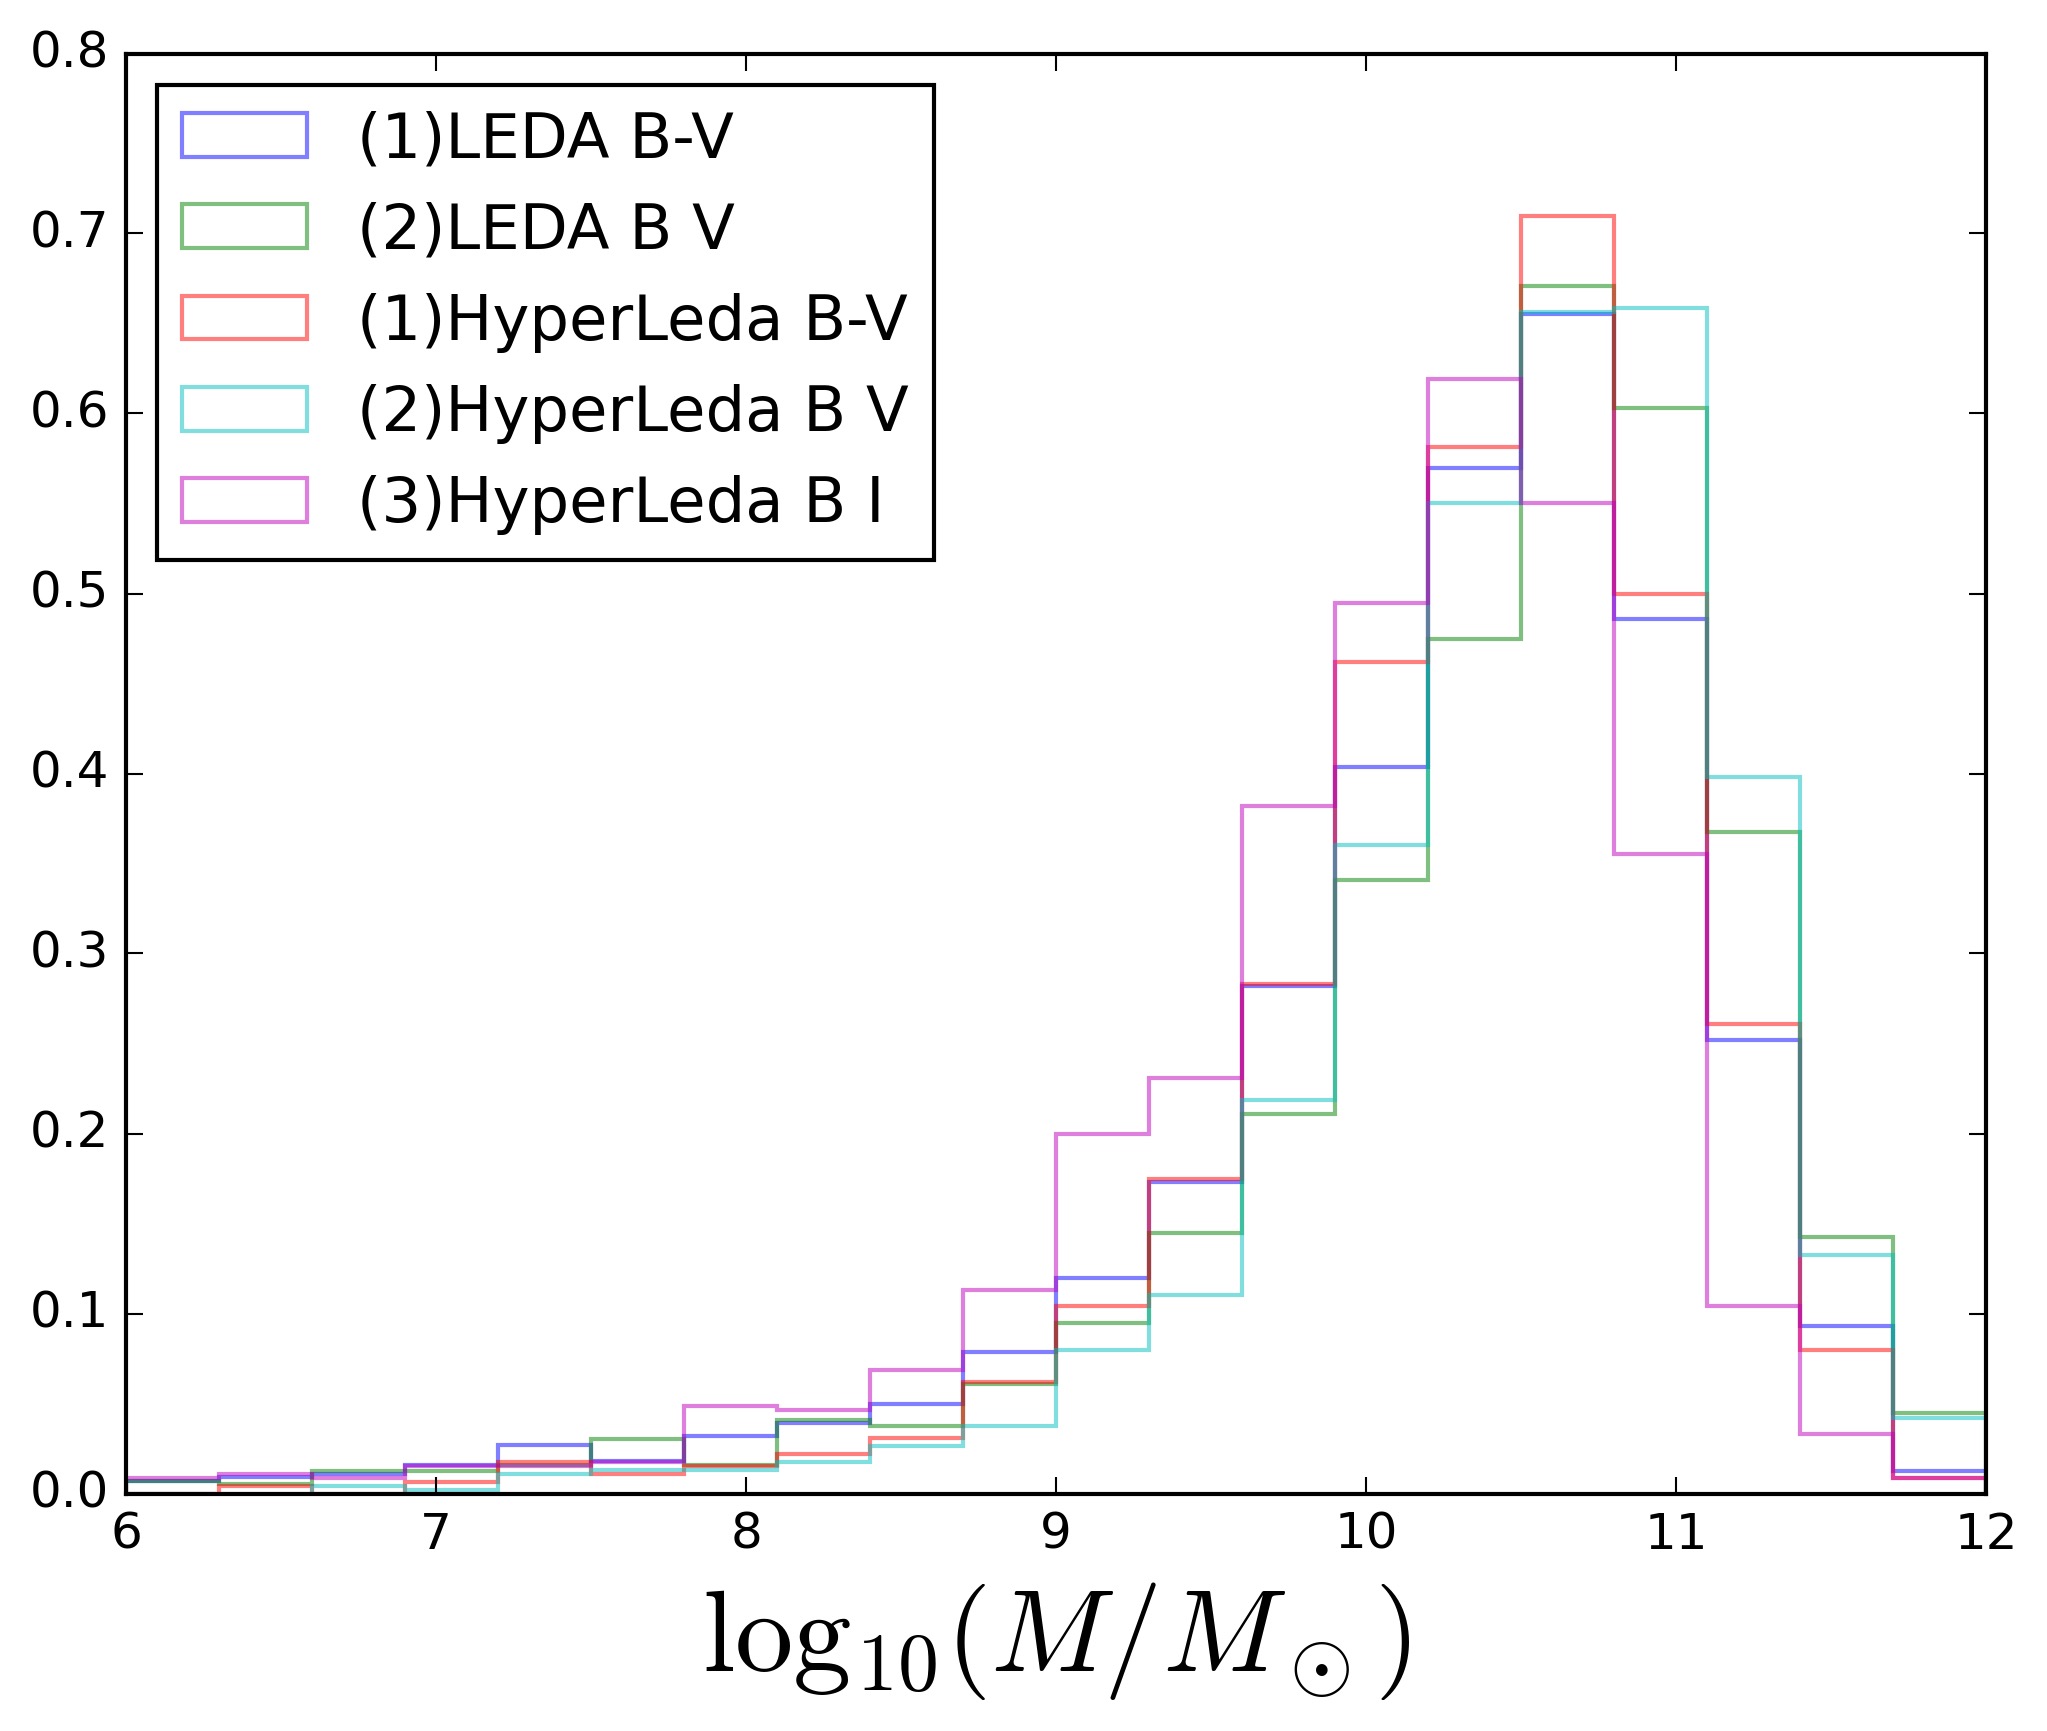 0.8
0.7
0.6
0.5
0.4
0.3
0.2
0.1
0.0
(1)LEDA B-V
(2)LEDA B V
(1)HyperLeda B-V
(2)HyperLeda B V
(3)HyperLeda B I
6 7 8 9 10 11 12
log₁₀(M/M⊙)